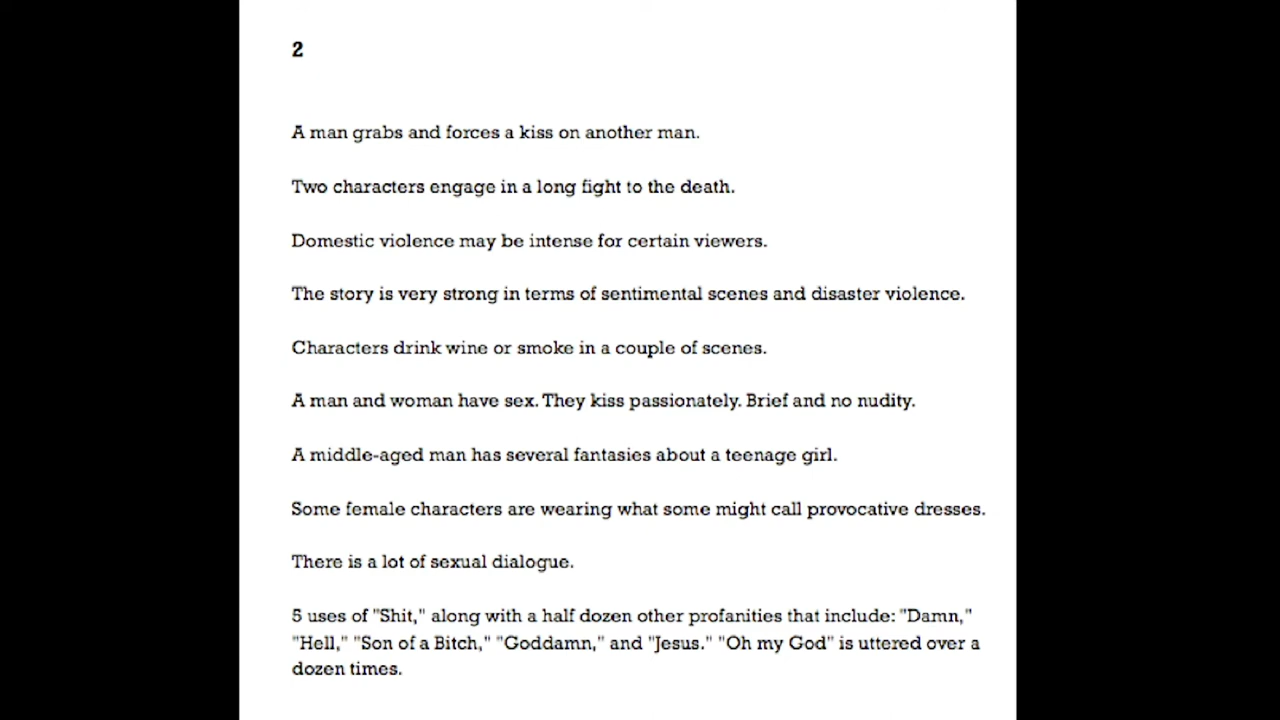 2
A man grabs and forces a kiss on another man.
Two characters engage in a long fight to the death.
Domestic violence may be intense for certain viewers.
The story is very strong in terms of sentimental scenes and disaster violence.
Characters drink wine or smoke in a couple of scenes.
A man and woman have sex. They kiss passionately. Brief and no nudity.
A middle-aged man has several fantasies about a teenage girl.
Some female characters are wearing what some might call provocative dresses.
There is a lot of sexual dialogue.
5 uses of "Shit," along with a half dozen other profanities that include: "Damn,"
"Hell," "Son of a Bitch," "Goddamn," and "Jesus." "Oh my God" is uttered over a
dozen times.